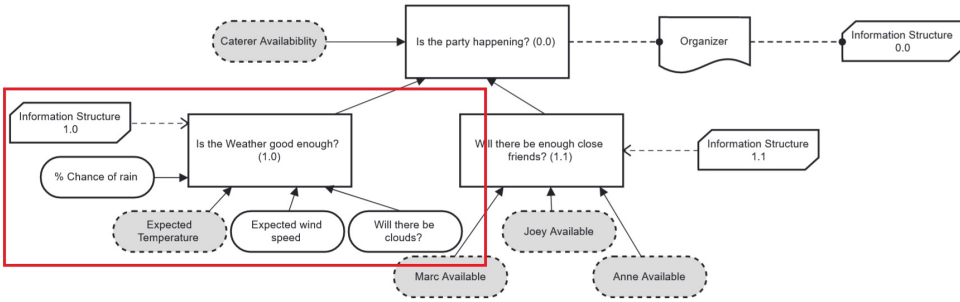 Caterer Availabiblity
Is the party happening? (0.0)
Organizer
Information Structure
0.0
Information Structure
1.0
Is the Weather good enough?
(1.0)
Will there be enough close
friends? (1.1)
Information Structure
1.1
% Chance of rain
Expected
Temperature
Expected wind
speed
Will there be
clouds?
Joey Available
Marc Available
Anne Available